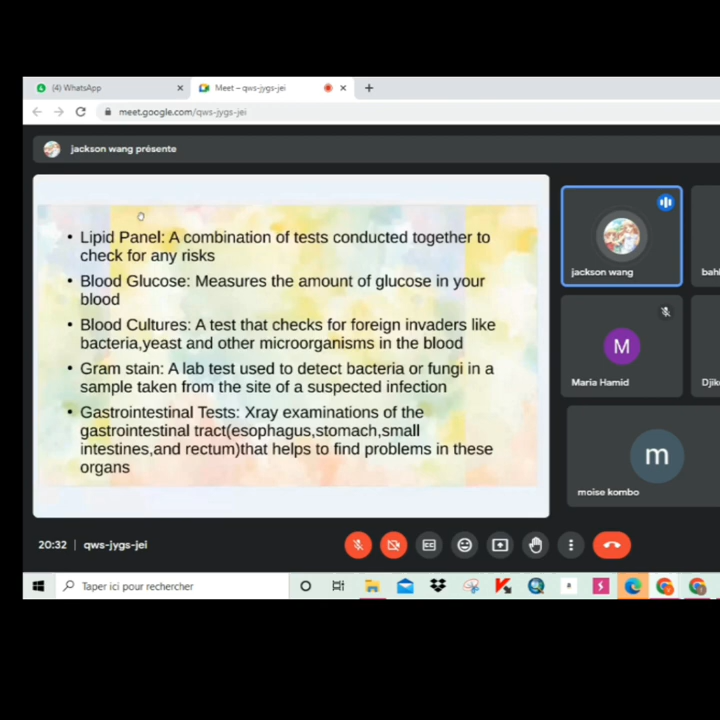 (4) WhatsApp
Meet – qws-jygs-jei
meet.google.com/qws-jygs-jei
jackson wang présente
• Lipid Panel: A combination of tests conducted together to
check for any risks
• Blood Glucose: Measures the amount of glucose in your
blood
• Blood Cultures: A test that checks for foreign invaders like
bacteria,yeast and other microorganisms in the blood
• Gram stain: A lab test used to detect bacteria or fungi in a
sample taken from the site of a suspected infection
• Gastrointestinal Tests: Xray examinations of the
gastrointestinal tract(esophagus,stomach,small
intestines,and rectum)that helps to find problems in these
organs
jackson wang
bah
M
Maria Hamid
Djik
m
moise kombo
20:32 | qws-jygs-jei
Taper ici pour rechercher